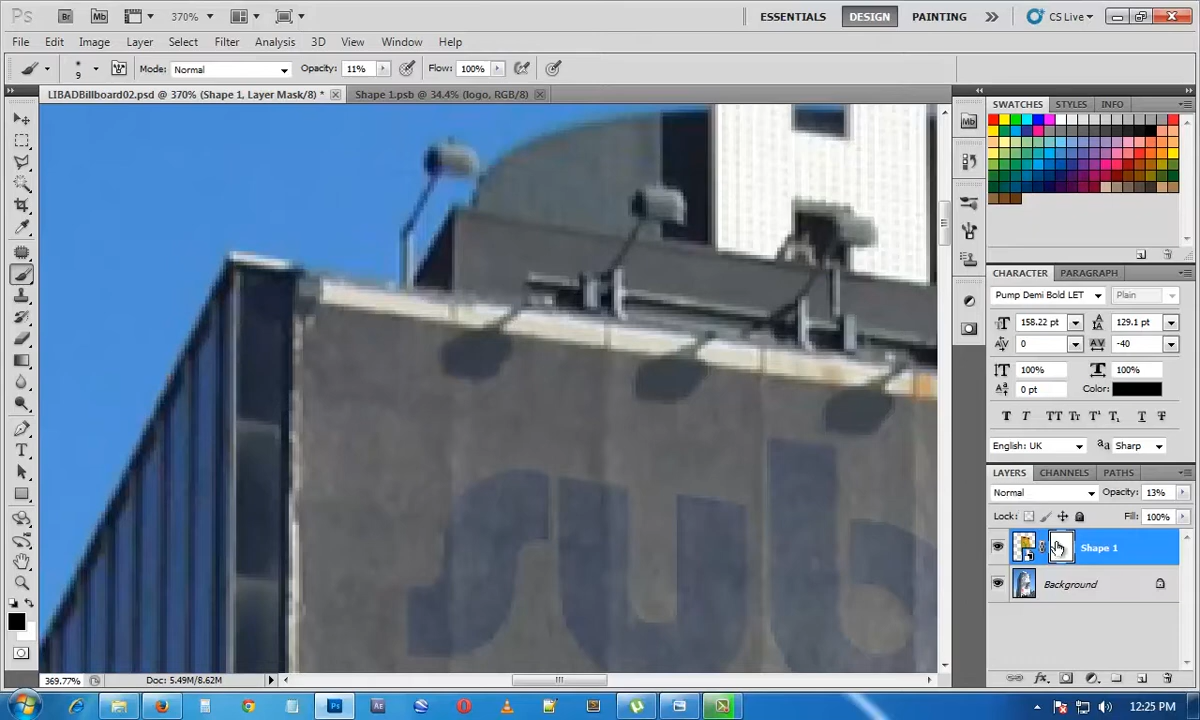 Ps Br Mb 370% ESSENTIALS DESIGN PAINTING CS Live
File Edit Image Layer Select Filter Analysis 3D View Window Help
9 Mode: Normal Opacity: 11% Flow: 100%
LIBADBillboard02.psd @ 370% (Shape 1, Layer Mask/8) * Shape 1.psb @ 34.4% (logo, RGB/8)
SWATCHES STYLES INFO
Mb
CHARACTER PARAGRAPH
Pump Demi Bold LET Plain
158.22 pt 129.1 pt
0 -40
100% 100%
0 pt Color:
English: UK Sharp
LAYERS CHANNELS PATHS
Normal Opacity: 13%
Lock: Fill: 100%
Shape 1
Background
sub
369.77% Doc: 5.49M/8.62M
12:25 PM